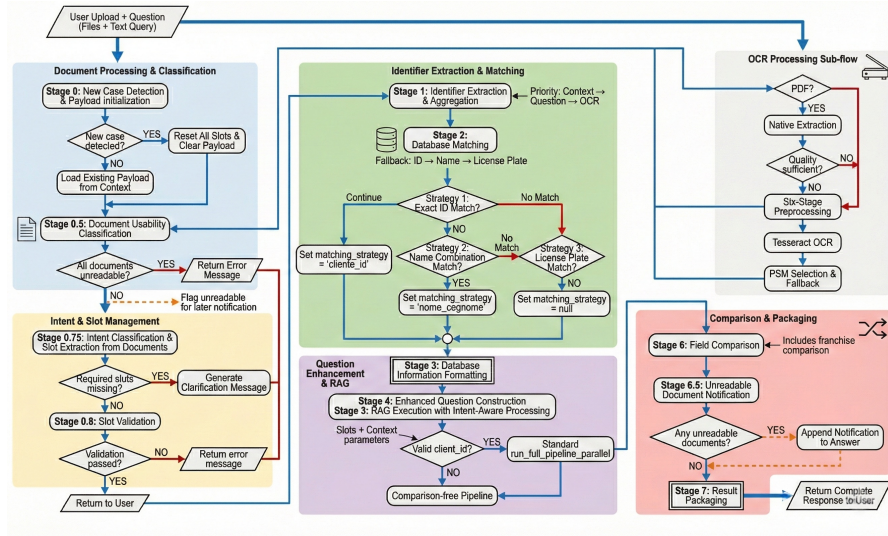 User Upload + Question
(Files + Text Query)
Document Processing & Classification
Stage 0: New Case Detection
& Payload initialization
New case
detected?
YES
Reset All Slots &
Clear Payload
NO
Load Existing Payload
from Context
Stage 0.5: Document Usability
Classification
All documents
unreadable?
YES
Return Error
Message
NO
Flag unreadable
for later notification
Intent & Slot Management
Stage 0.75: Intent Classification &
Slot Extraction from Documents
Required sluts
missing?
YES
Generate
Clarification Message
NO
Stage 0.8: Slot Validation
Validation
passed?
NO
Return error
message
YES
Return to User
Identifier Extraction & Matching
Stage 1: Identifier Extraction
& Aggregation
Priority: Context →
Question → OCR
Stage 2:
Database Matching
Fallback: ID → Name → License Plate
Continue
Strategy 1:
Exact ID Match?
No Match
NO
Set matching_strategy
= 'cliente_id'
Strategy 2:
Name Combination
Match?
No
Match
Strategy 3:
License Plate
Match?
YES
NO
Set matching_strategy
= 'nome_cegnome'
Set matching_strategy
= null
Question
Enhancement
& RAG
Stage 3: Database
Information Formatting
Stage 4: Enhanced Question Construction
Stage 3: RAG Execution with Intent-Aware Processing
Slots + Context
parameters
Valid client_id?
YES
Standard
run_full_pipeline_parallel
NO
Comparison-free Pipeline
OCR Processing Sub-flow
PDF?
YES
Native Extraction
Quality
sufficient?
NO
NO
Six-Stage
Preprocessing
Tesseract OCR
PSM Selection &
Fallback
Comparison & Packaging
Stage 6: Field Comparison
Includes franchise
comparison
Stage 6.5: Unreadable
Document Notification
Any unreadable
documents?
YES
Append Notification
to Answer
NO
Stage 7: Result
Packaging
Return Complete
Response to User